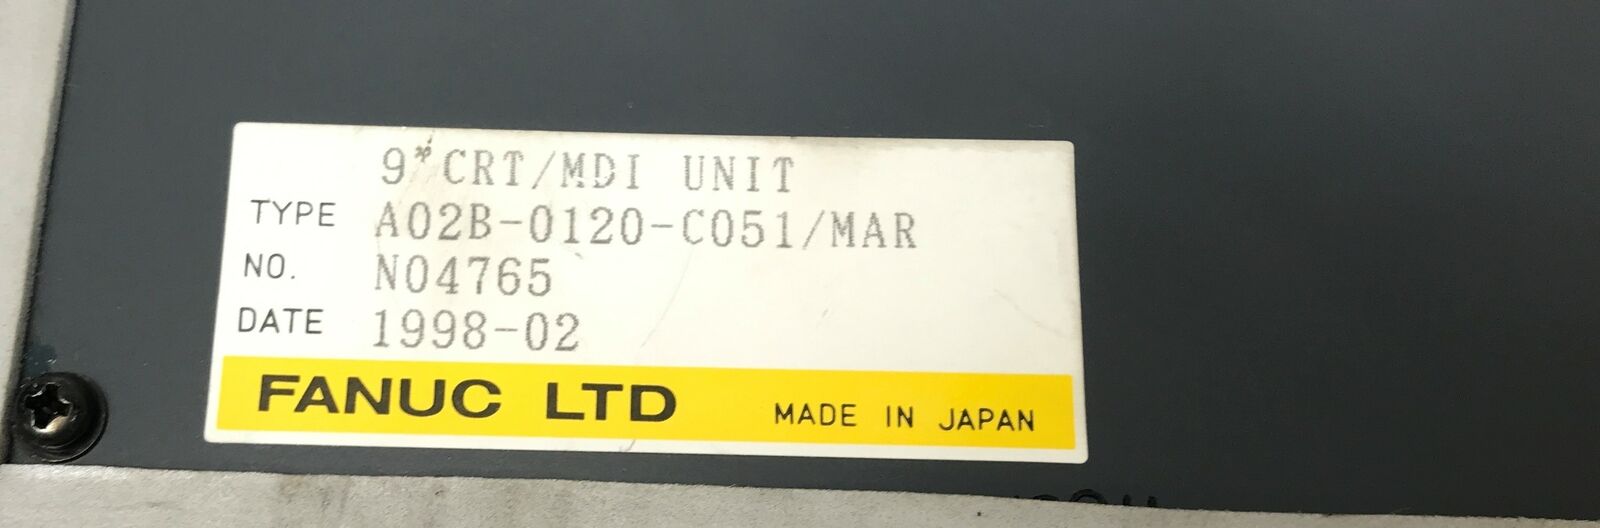 9"CRT/MDI UNIT
TYPE A02B-0120-C051/MAR
NO. N04765
DATE 1998-02
FANUC LTD MADE IN JAPAN